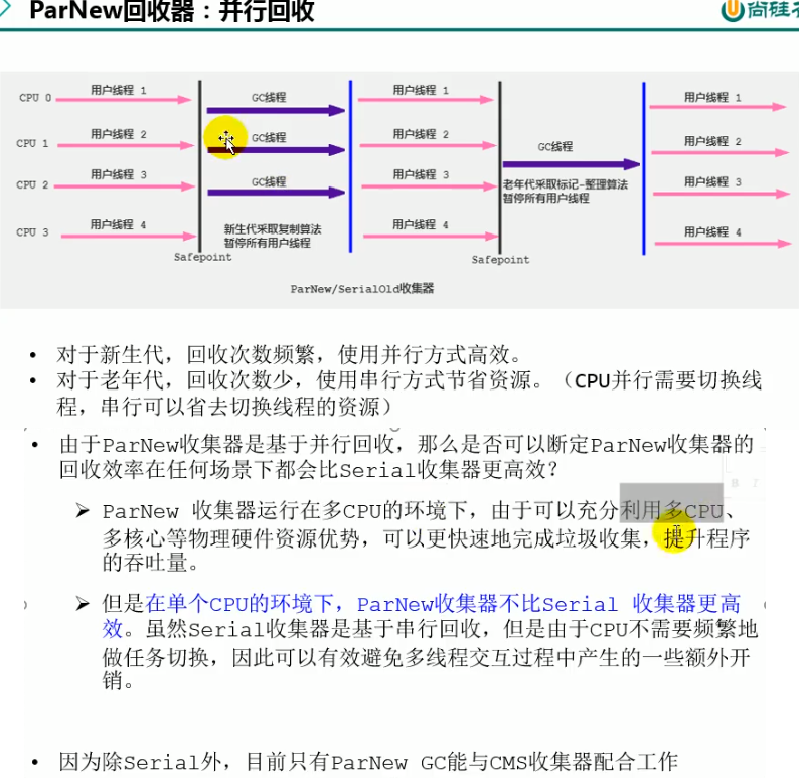 ParNew回收器：并行回收
尚硅
CPU 0 用户线程 1 GC线程 用户线程 1 用户线程 1
CPU 1 用户线程 2 GC线程 用户线程 2 GC线程 用户线程 2
CPU 2 用户线程 3 GC线程 用户线程 3 老年代采取标记-整理算法 用户线程 3
暂停所有用户线程
CPU 3 用户线程 4 新生代采取复制算法 用户线程 4 用户线程 4
暂停所有用户线程
Safepoint Safepoint
ParNew/SerialOld收集器
• 对于新生代，回收次数频繁，使用并行方式高效。
• 对于老年代，回收次数少，使用串行方式节省资源。（CPU并行需要切换线
程，串行可以省去切换线程的资源）
• 由于ParNew收集器是基于并行回收，那么是否可以断定ParNew收集器的
回收效率在任何场景下都会比Serial收集器更高效？
➢ ParNew 收集器运行在多CPU的环境下，由于可以充分利用多CPU、
多核心等物理硬件资源优势，可以更快速地完成垃圾收集，提升程序
的吞吐量。
➢ 但是在单个CPU的环境下，ParNew收集器不比Serial 收集器更高
效。虽然Serial收集器是基于串行回收，但是由于CPU不需要频繁地
做任务切换，因此可以有效避免多线程交互过程中产生的一些额外开
销。
• 因为除Serial外，目前只有ParNew GC能与CMS收集器配合工作